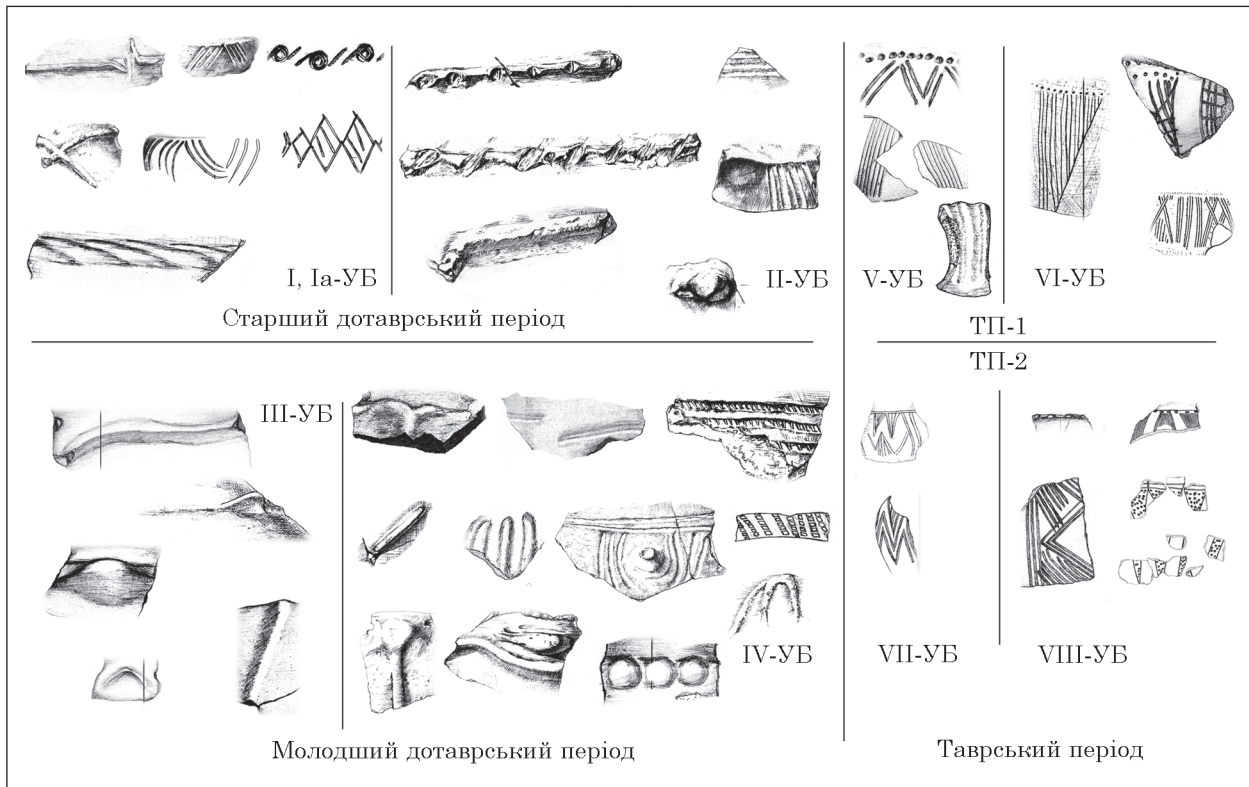 I, Ia-УБ
II-УБ
Старший дотаврський період
V-УБ
VI-УБ
ТП-1
ТП-2
III-УБ
IV-УБ
VII-УБ
VIII-УБ
Молодший дотаврський період
Таврський період